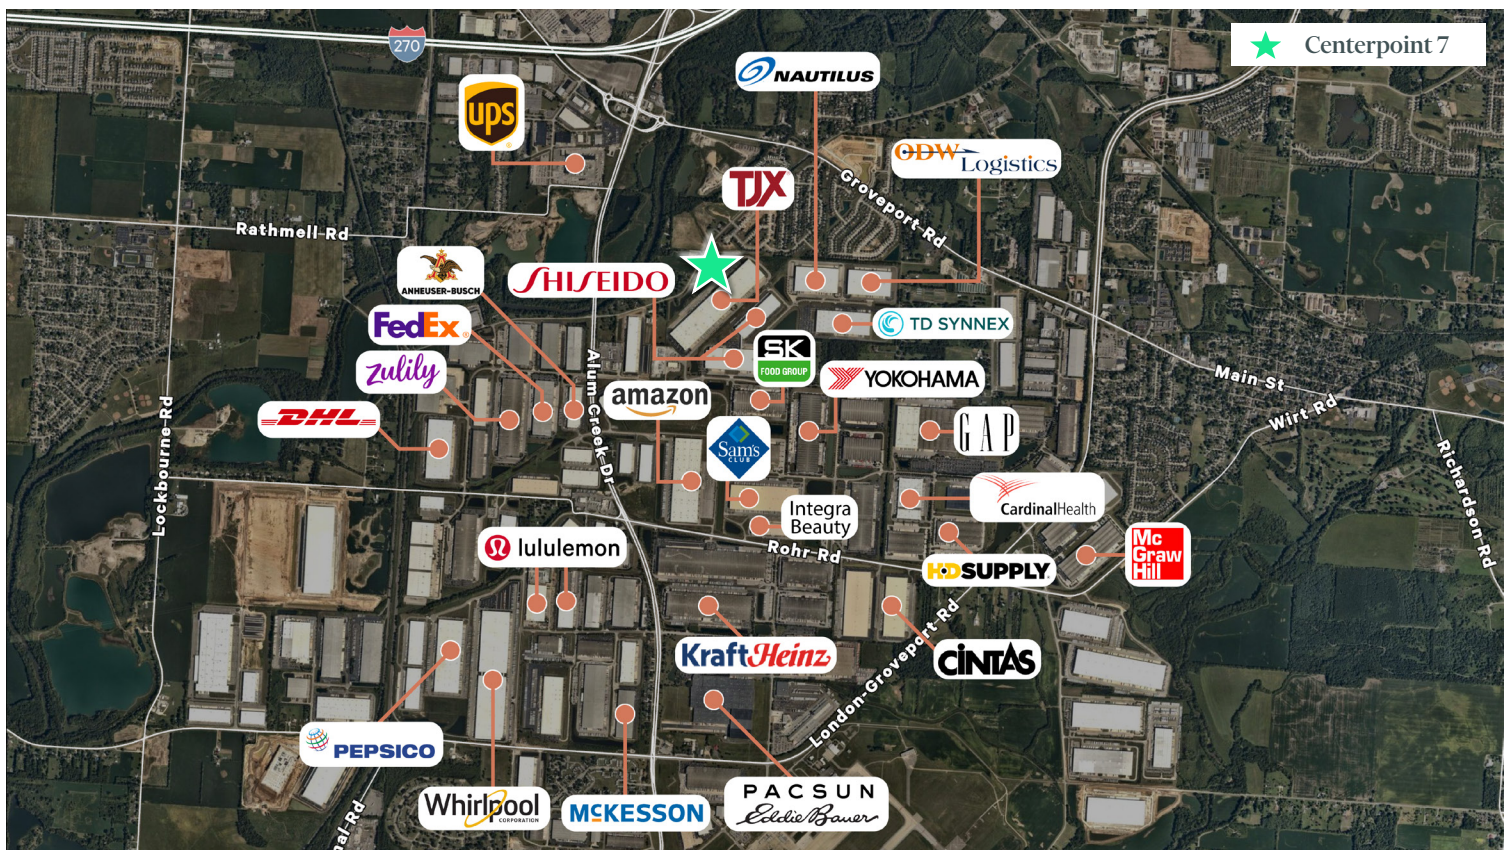 Centerpoint 7
270
ups
NAUTILUS
ODW
Logistics
TJX
Groveport Rd
Rathmell Rd
ANHEUSER-BUSCH
SHISEIDO
FedEx
TD SYNNEX
SK
FOOD GROUP
zulily
YOKOHAMA
Alum Creek Dr
amazon
Main St
Wirt Rd
DHL
Sam's
CLUB
GAP
Lockbourne Rd
Richardson Rd
CardinalHealth
Integra
Beauty
lululemon
Rohr Rd
HD SUPPLY
Mc
Graw
Hill
KraftHeinz
CINTAS
London-Groveport Rd
PEPSICO
Whirlpool
CORPORATION
MCKESSON
PACSUN
Eddie Bauer
nal Rd